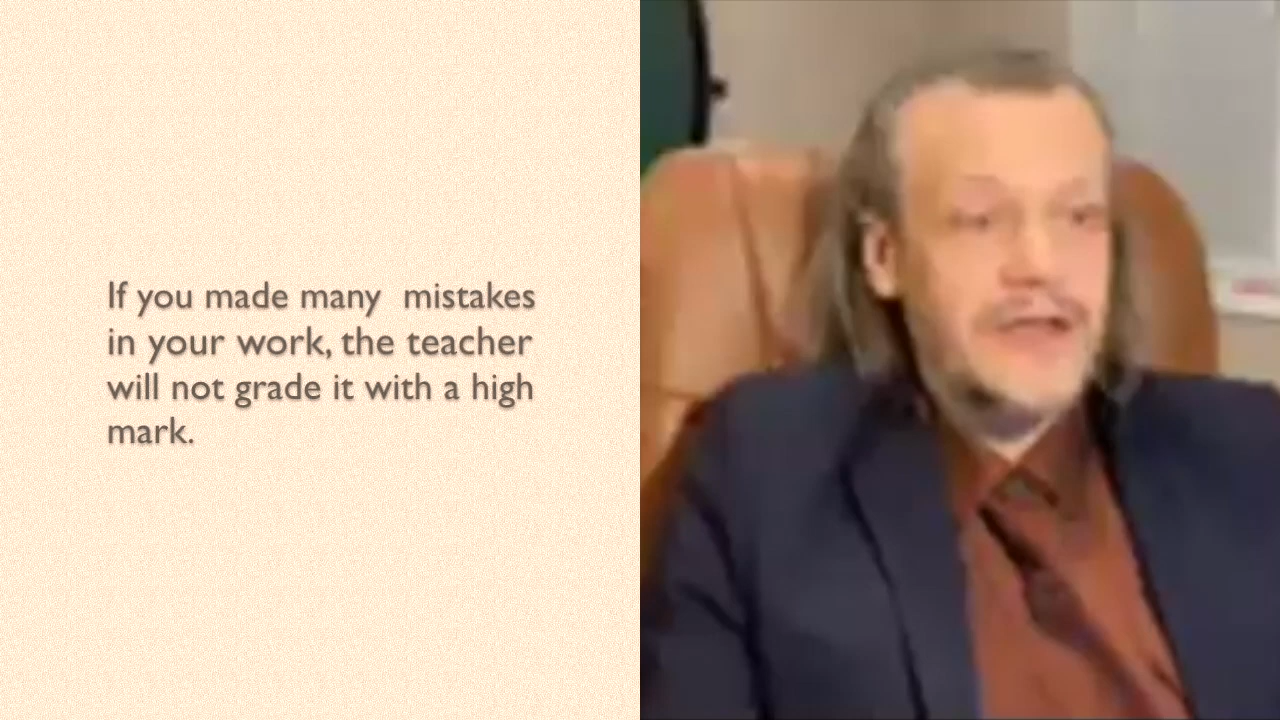 If you made many  mistakes
in your work, the teacher
will not grade it with a high
mark.